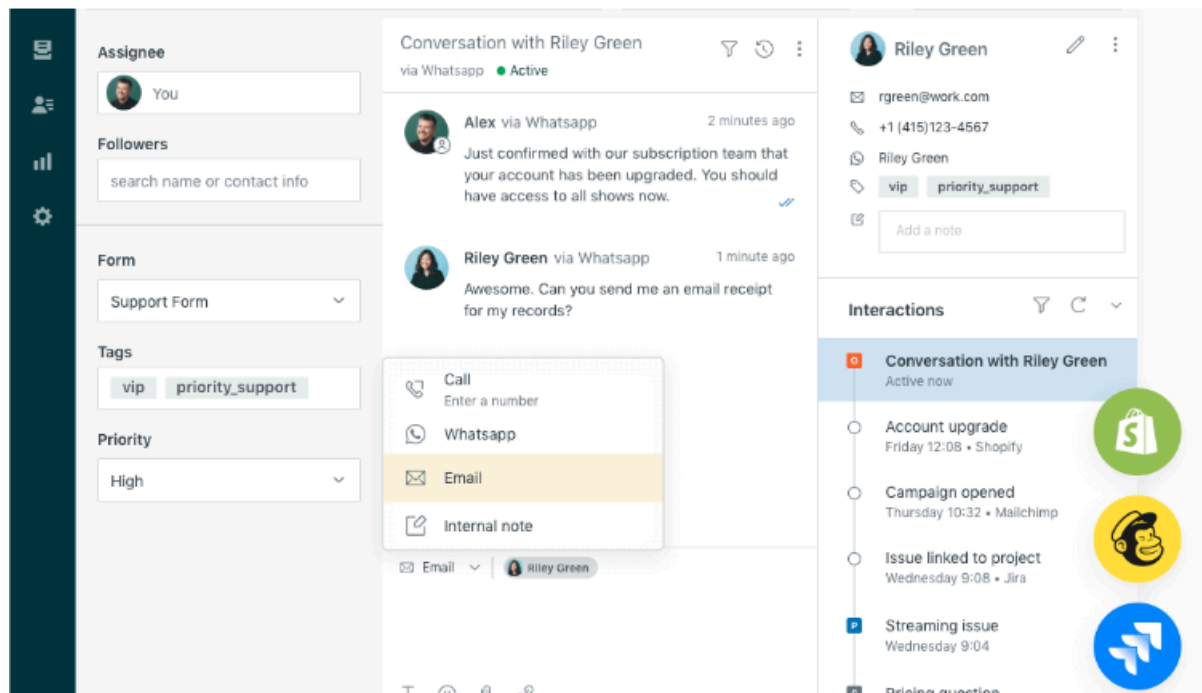 Assignee
You
Followers
search name or contact info
Form
Support Form
Tags
vip priority_support
Priority
High
Conversation with Riley Green
via Whatsapp Active
Alex via Whatsapp 2 minutes ago
Just confirmed with our subscription team that
your account has been upgraded. You should
have access to all shows now.
Riley Green via Whatsapp 1 minute ago
Awesome. Can you send me an email receipt
for my records?
Call
Enter a number
Whatsapp
Email
Internal note
Email Riley Green
Riley Green
rgreen@work.com
+1 (415)123-4567
Riley Green
vip priority_support
Add a note
Interactions
O Conversation with Riley Green
Active now
Account upgrade
Friday 12:08 • Shopify
Campaign opened
Thursday 10:32 • Mailchimp
Issue linked to project
Wednesday 9:08 • Jira
P Streaming issue
Wednesday 9:04
Pricing question
S